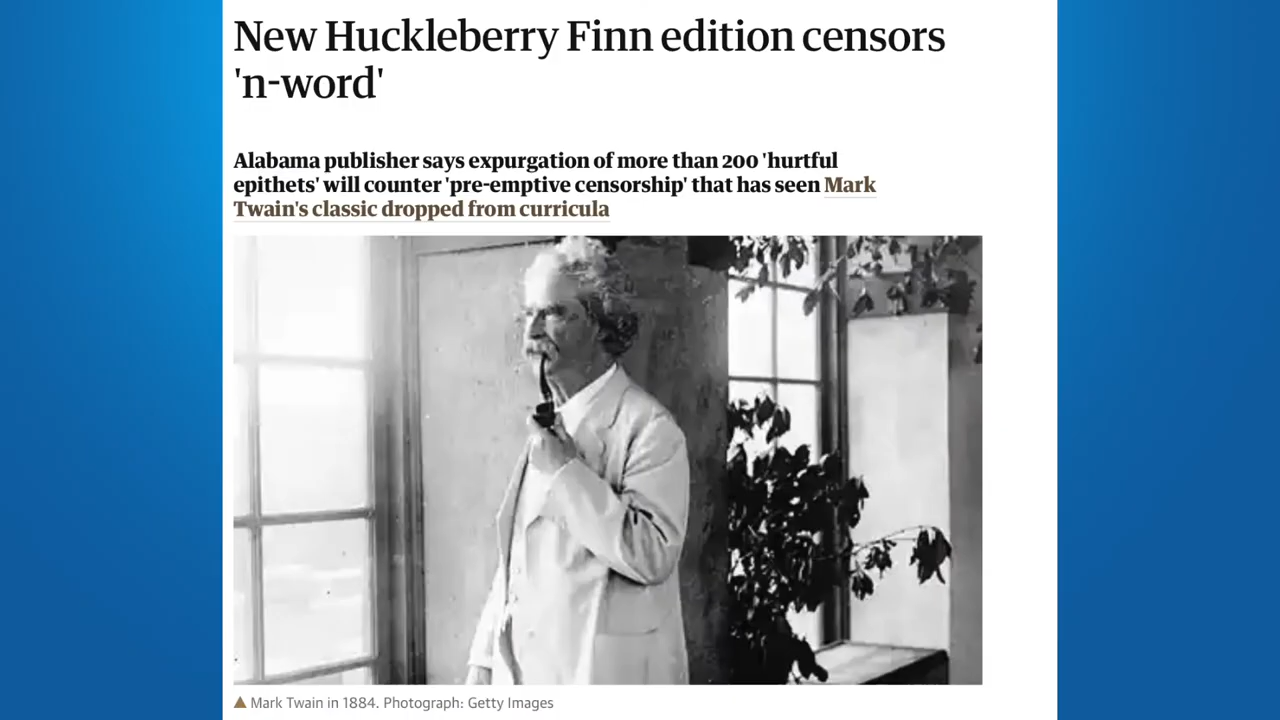 New Huckleberry Finn edition censors
'n-word'
Alabama publisher says expurgation of more than 200 'hurtful
epithets' will counter 'pre-emptive censorship' that has seen Mark
Twain's classic dropped from curricula
Mark Twain in 1884. Photograph: Getty Images